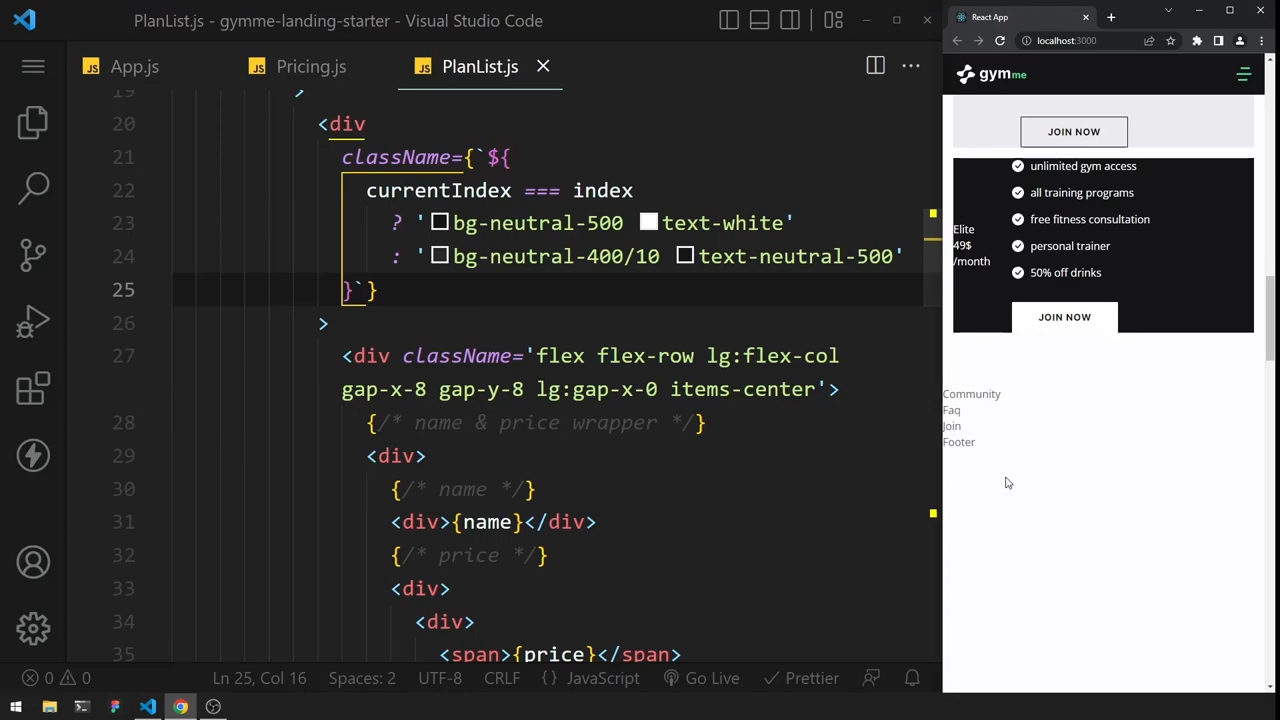 PlanList.js - gymme-landing-starter - Visual Studio Code
JS App.js
JS Pricing.js
JS PlanList.js
19 >
20 <div
21 className={`${
22 currentIndex === index
23 ? 'bg-neutral-500 text-white'
24 : 'bg-neutral-400/10 text-neutral-500'
25 }`}
26 >
27 <div className='flex flex-row lg:flex-col
gap-x-8 gap-y-8 lg:gap-x-0 items-center'>
28 {/* name & price wrapper */}
29 <div>
30 {/* name */}
31 <div>{name}</div>
32 {/* price */}
33 <div>
34 <div>
35 <span>{price}</span>
0 0
Ln 25, Col 16
Spaces: 2
UTF-8
CRLF
{} JavaScript
Go Live
Prettier
React App
localhost:3000
gymme
JOIN NOW
unlimited gym access
all training programs
free fitness consultation
personal trainer
50% off drinks
Elite
49$
/month
JOIN NOW
Community
Faq
Join
Footer